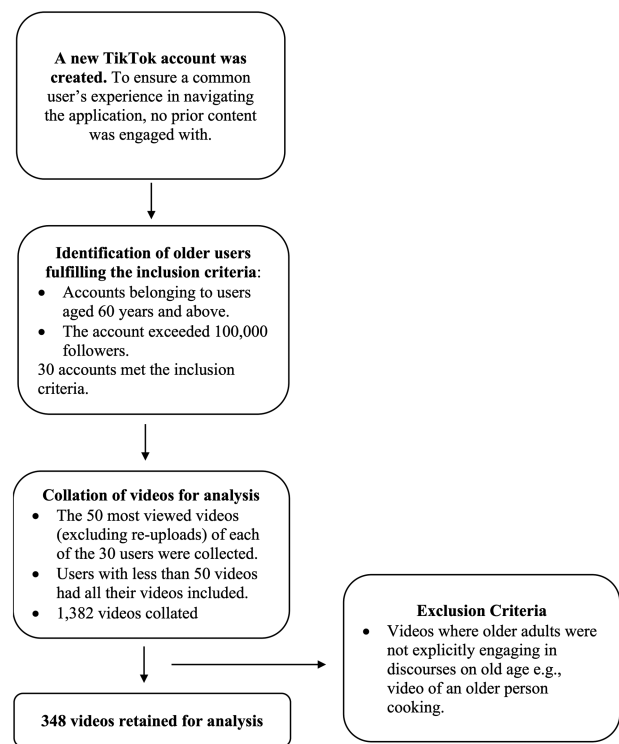 A new TikTok account was
created. To ensure a common
user's experience in navigating
the application, no prior content
was engaged with.
Identification of older users
fulfilling the inclusion criteria:
• Accounts belonging to users
aged 60 years and above.
• The account exceeded 100,000
followers.
30 accounts met the inclusion
criteria.
Collation of videos for analysis
• The 50 most viewed videos
(excluding re-uploads) of each
of the 30 users were collected.
• Users with less than 50 videos
had all their videos included.
• 1,382 videos collated
Exclusion Criteria
• Videos where older adults were
not explicitly engaging in
discourses on old age e.g.,
video of an older person
cooking.
348 videos retained for analysis